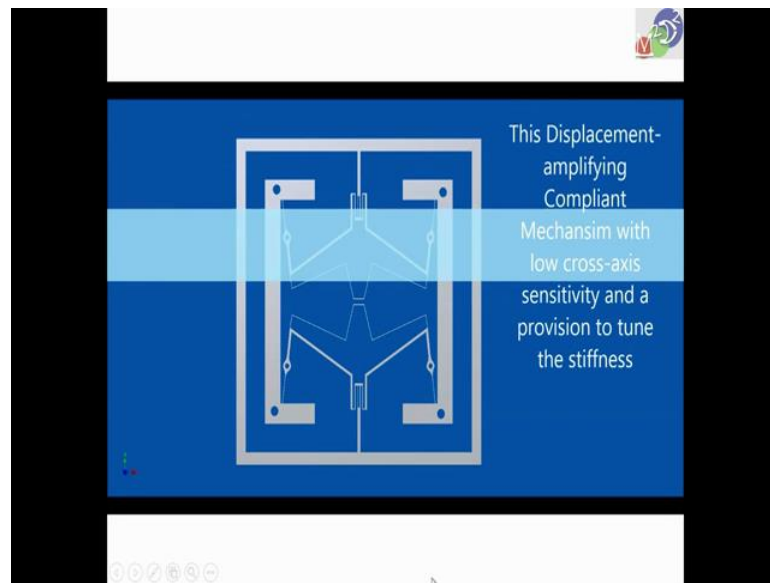 This Displacement-
amplifying
Compliant
Mechansim with
low cross-axis
sensitivity and a
provision to tune
the stiffness